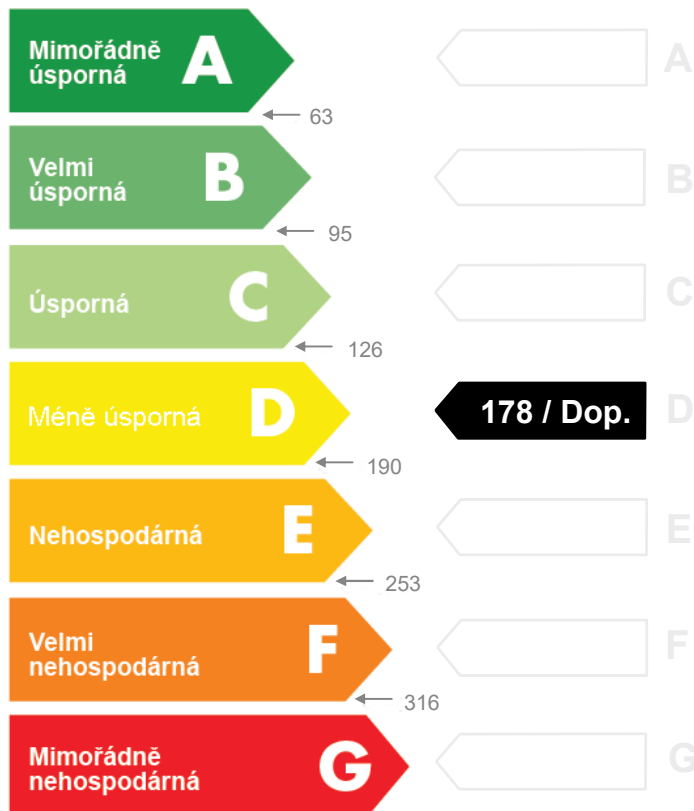 Mimořádně
úsporná
A
A
63
Velmi
úsporná
B
B
95
Úsporná
C
C
126
Méně úsporná
D
178 / Dop.
D
190
Nehospodárná
E
E
253
Velmi
nehospodárná
F
F
316
Mimořádně
nehospodárná
G
G